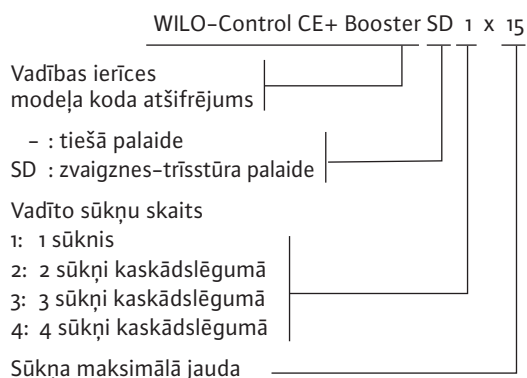 WILO-Control CE+ Booster SD 1 x 15
Vadības ierīces
modeļa koda atšifrējums
- : tiešā palaide
SD : zvaigznes-trīsstūra palaide
Vadīto sūkņu skaits
1: 1 sūknis
2: 2 sūkņi kaskādslēgumā
3: 3 sūkņi kaskādslēgumā
4: 4 sūkņi kaskādslēgumā
Sūkņa maksimālā jauda